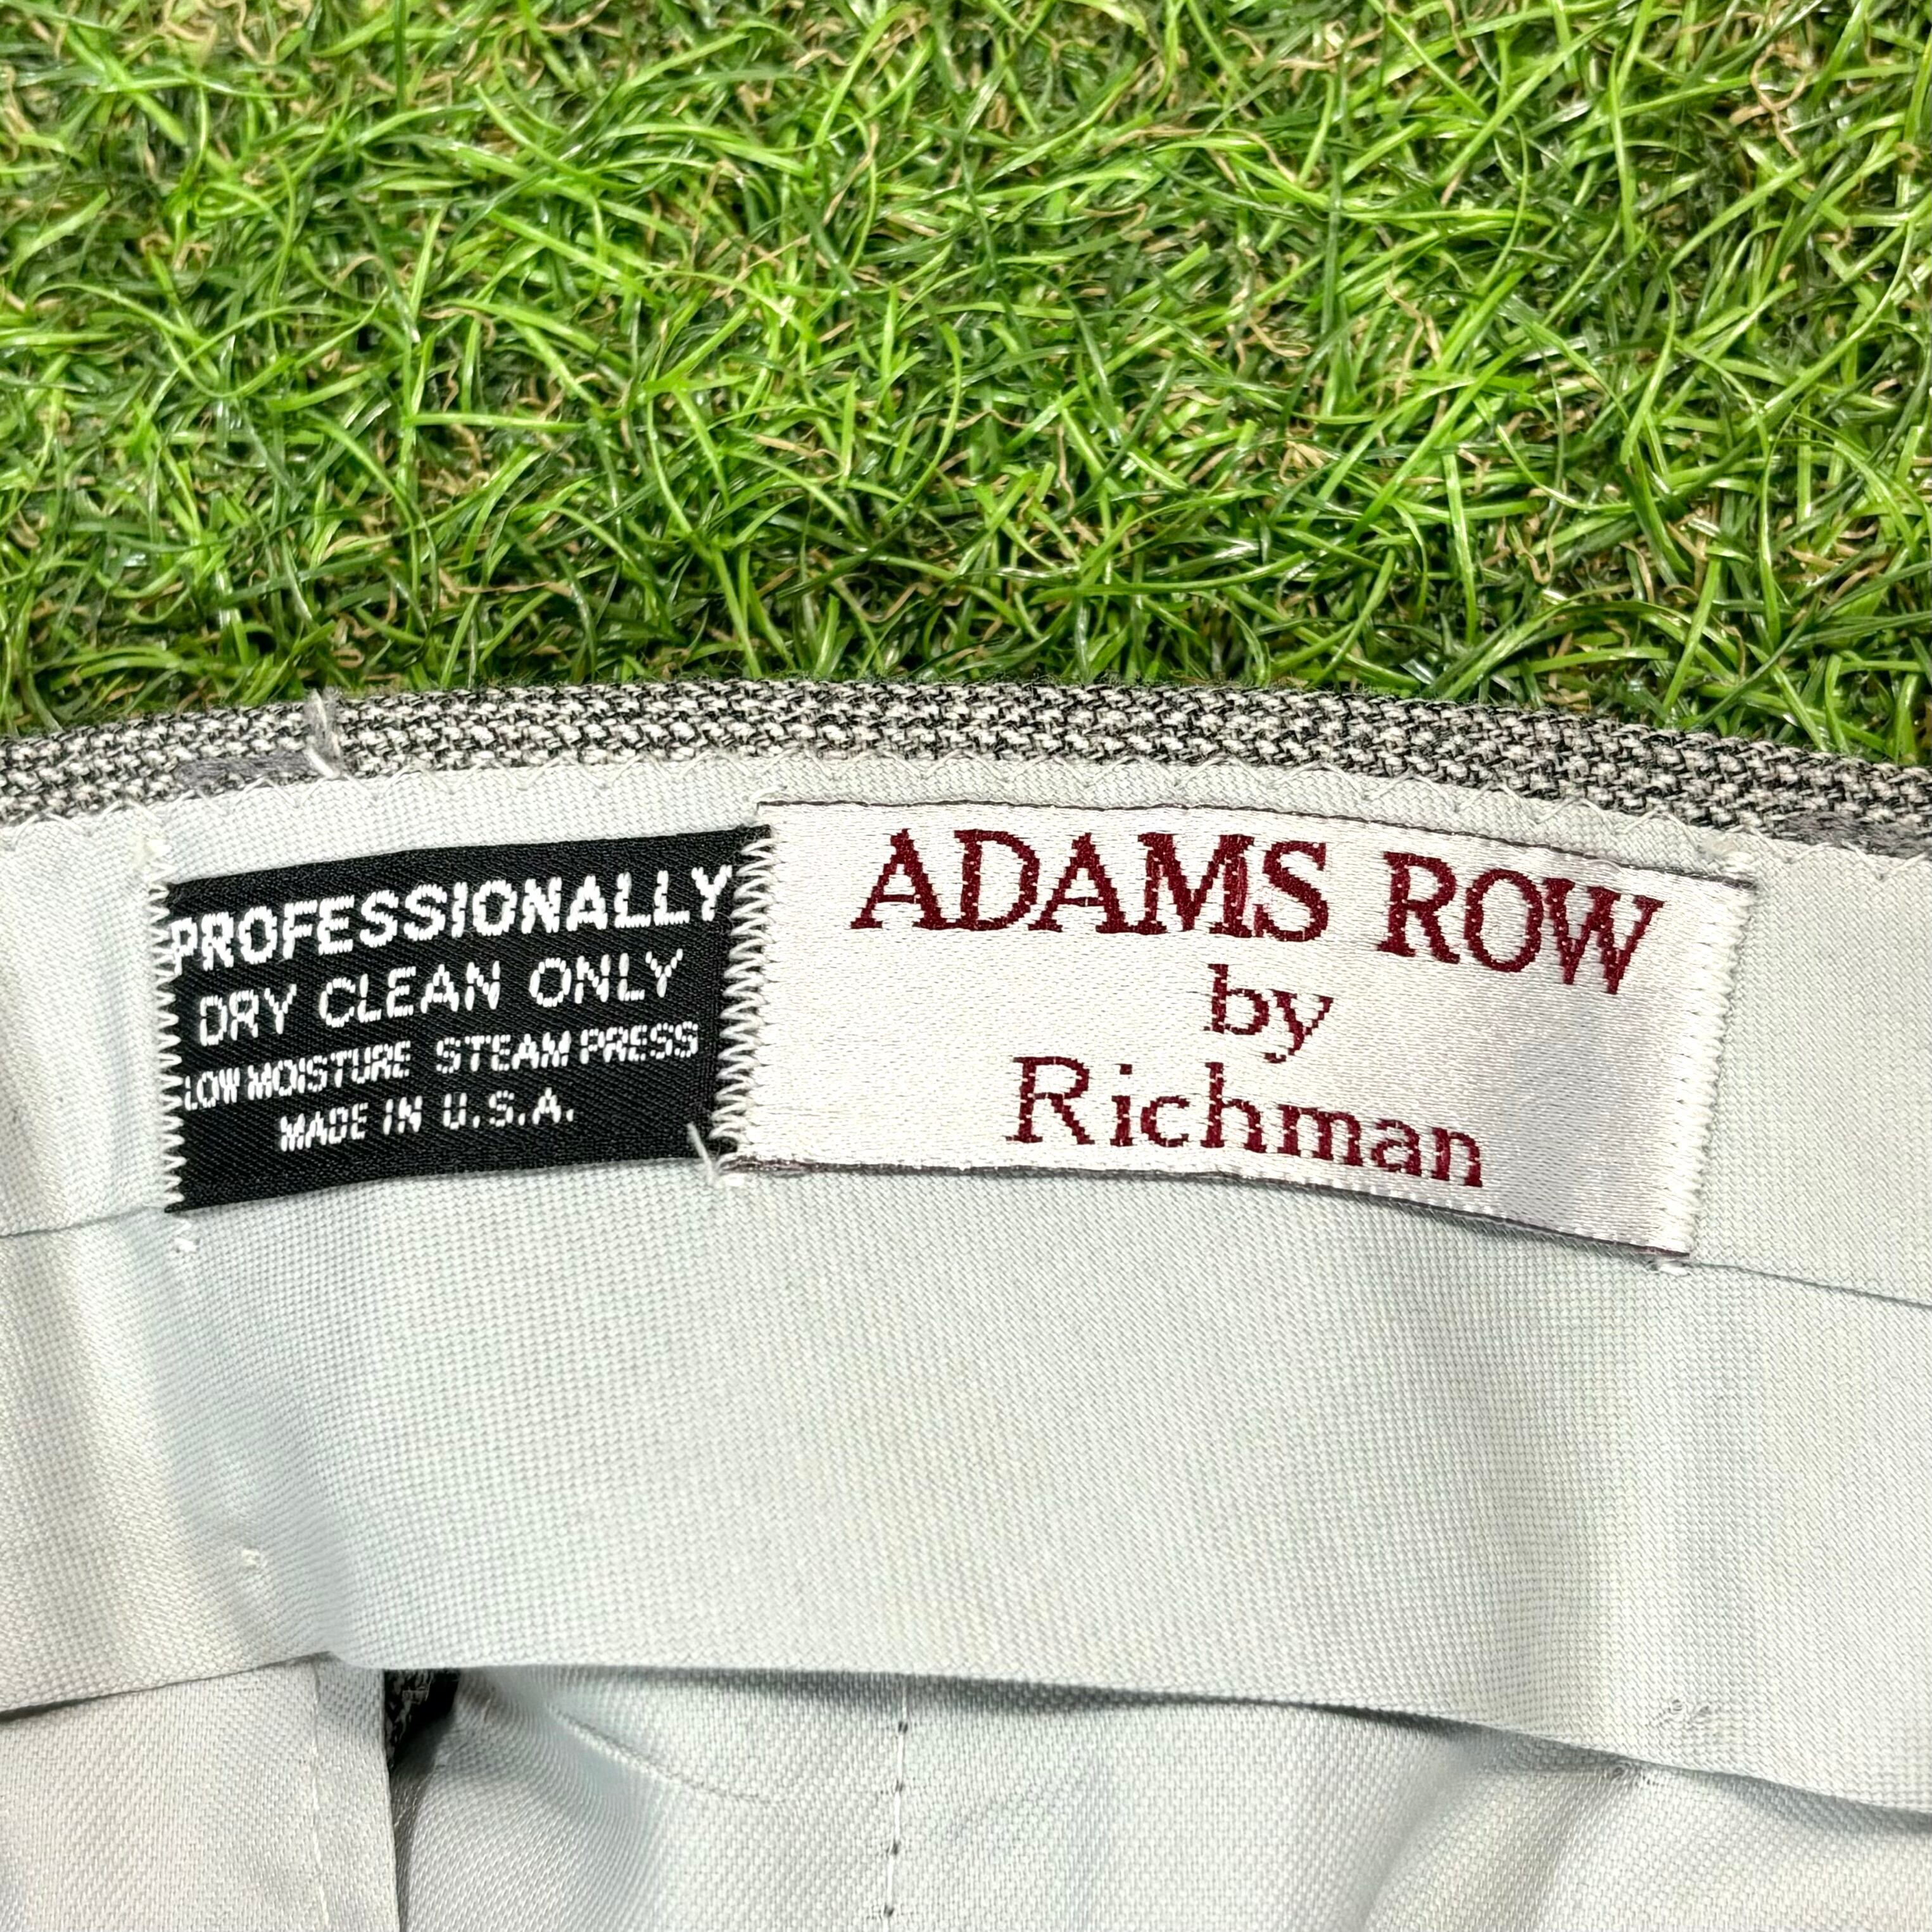 PROFESSIONALLY
DRY CLEAN ONLY
LOW MOISTURE STEAM PRESS
MADE IN U.S.A.
ADAMS ROW
by
Richman